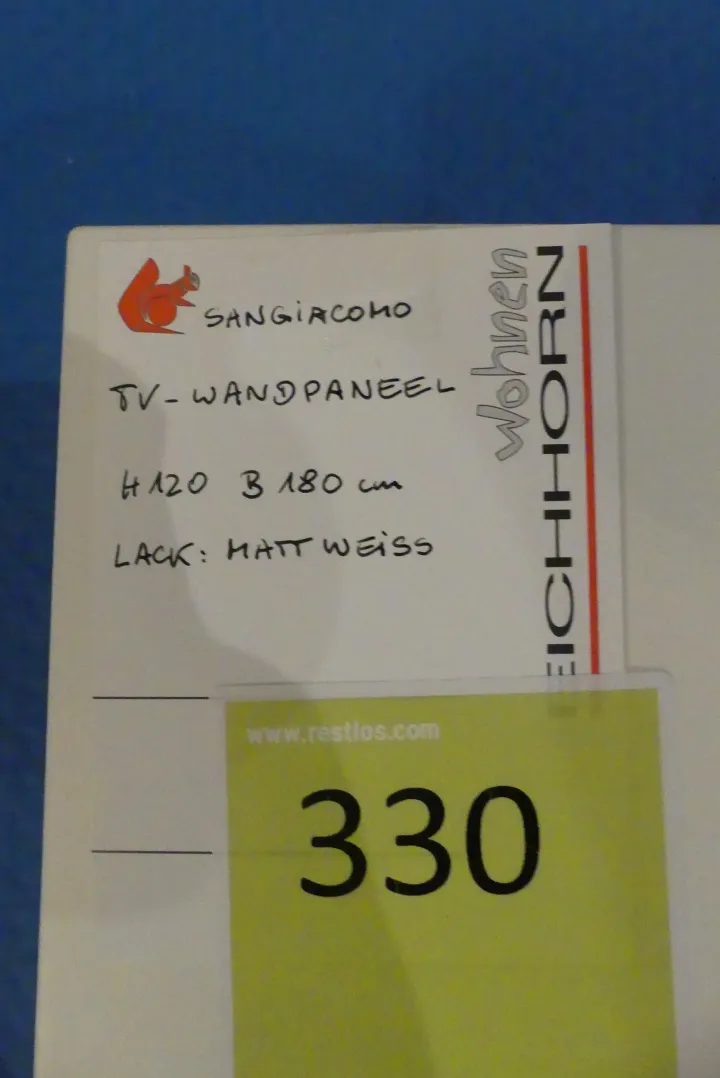 SANGIACOMO
TV-WANDPANEEL
H 120 B 180 cm
LACK: MATT WEISS
Wohnen
EICHHORN
www.restlos.com
330